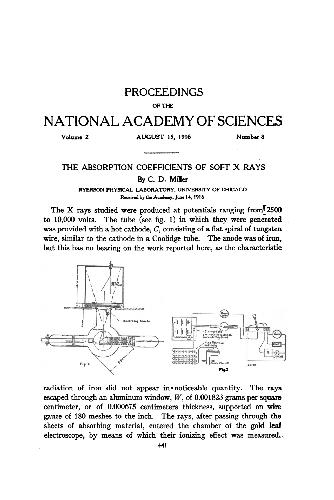 PROCEEDINGS
OF THE
NATIONAL ACADEMY OF SCIENCES
Volume 2 AUGUST 15, 1916 Number 8
THE ABSORPTION COEFFICIENTS OF SOFT X RAYS
By C. D. Miller
RYERSON PHYSICAL LABORATORY, UNIVERSITY OF CHICAGO
Received by the Academy, June 14, 1916
The X rays studied were produced at potentials ranging from 2500
to 10,000 volts. The tube (see fig. 1) in which they were generated
was provided with a hot cathode, C, consisting of a flat spiral of tungsten
wire, similar to the cathode in a Coolidge tube. The anode was of iron,
but this has no bearing on the work reported here, as the characteristic
Fig. 1
Fig. 2
radiation of iron did not appear in noticeable quantity. The rays
escaped through an aluminum window, W, of 0.001823 grams per square
centimeter, or of 0.000675 centimeters thickness, supported on wire
gauze of 180 meshes to the inch. The rays, after passing through the
sheets of absorbing material, entered the chamber of the gold leaf
electroscope, by means of which their ionizing effect was measured.
441